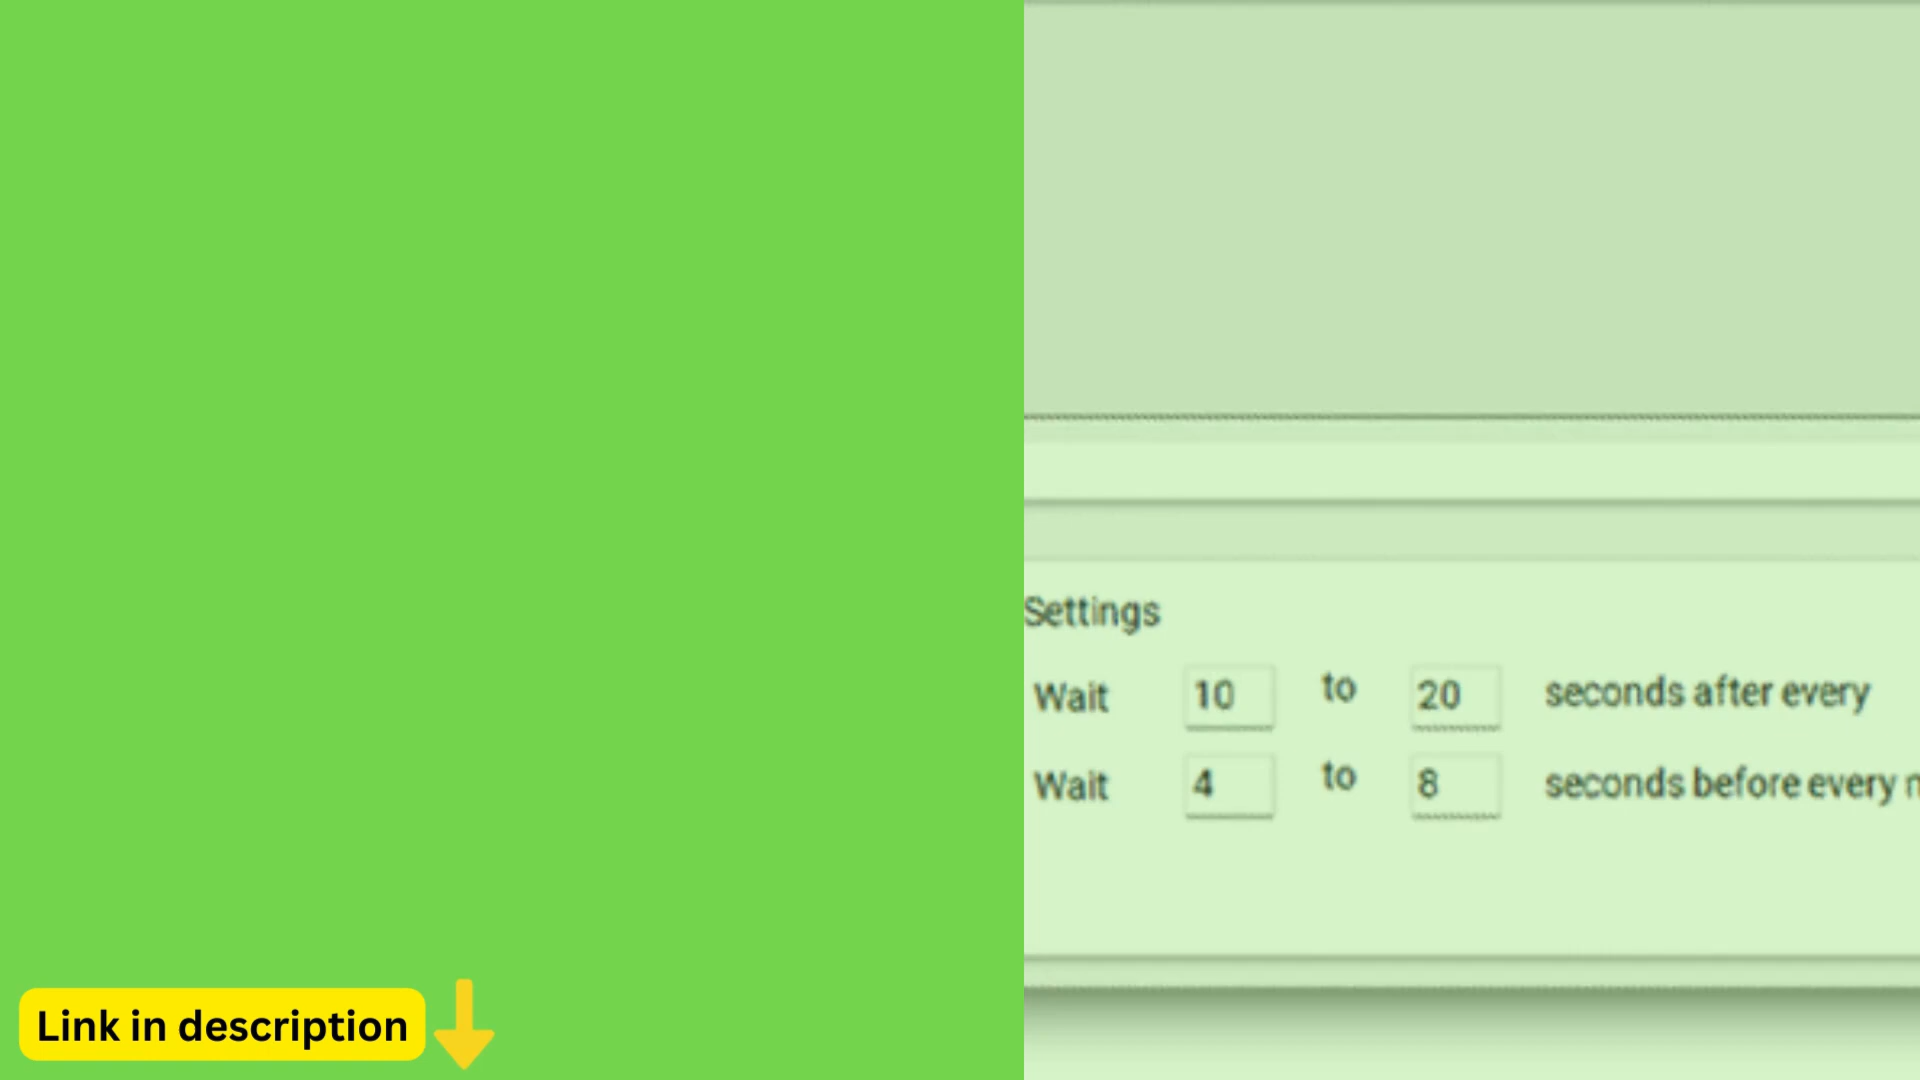 Settings
Wait 10 to 20 seconds after every
Wait 4 to 8 seconds before every
Link in description